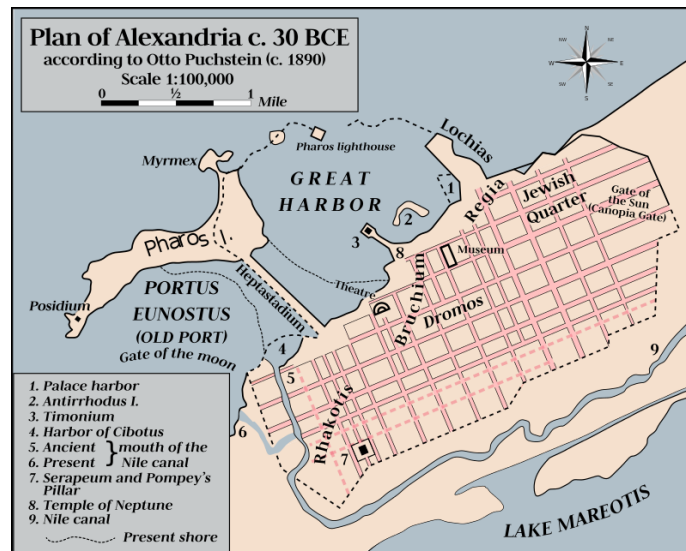 Plan of Alexandria c. 30 BCE
according to Otto Puchstein (c. 1890)
Scale 1:100,000
0 ½ 1
Mile
N
NW NE
W E
SW SE
S
Pharos lighthouse
Lochias
Myrmex
GREAT
HARBOR
1
2
3
8
Regia
Jewish
Quarter
Gate of
the Sun
(Canopia Gate)
Museum
Pharos I
Heptastadium
Theatre
Bruchium
Dromos
Posidium
PORTUS
EUNOSTUS
(OLD PORT)
Gate of the moon
4
5
6
Rhakotis
7
9
LAKE MAREOTIS
1. Palace harbor
2. Antirrhodus I.
3. Timonium
4. Harbor of Cibotus
5. Ancient } mouth of the
6. Present Nile canal
7. Serapeum and Pompey's
Pillar
8. Temple of Neptune
9. Nile canal
Present shore